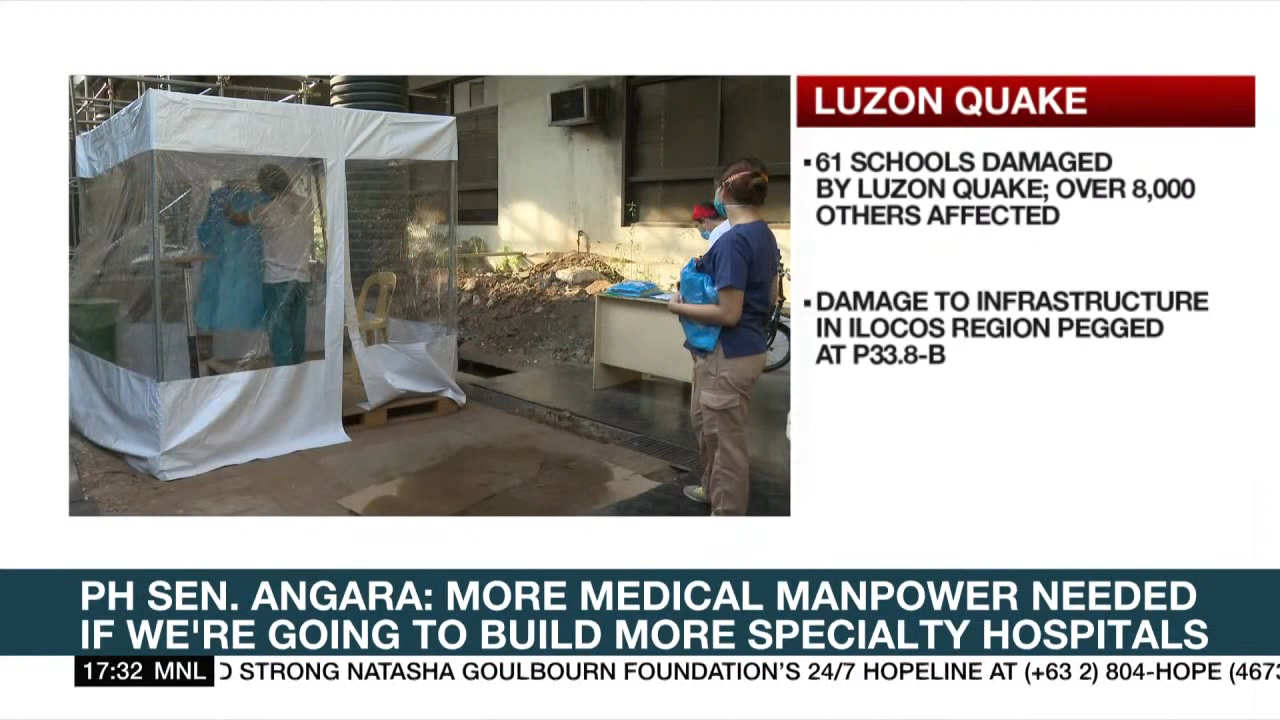 LUZON QUAKE
▪61 SCHOOLS DAMAGED
BY LUZON QUAKE; OVER 8,000
OTHERS AFFECTED
▪DAMAGE TO INFRASTRUCTURE
IN ILOCOS REGION PEGGED
AT P33.8-B
PH SEN. ANGARA: MORE MEDICAL MANPOWER NEEDED
IF WE'RE GOING TO BUILD MORE SPECIALTY HOSPITALS
17:32 MNL STRONG NATASHA GOULBOURN FOUNDATION'S 24/7 HOPELINE AT (+63 2) 804-HOPE (4673